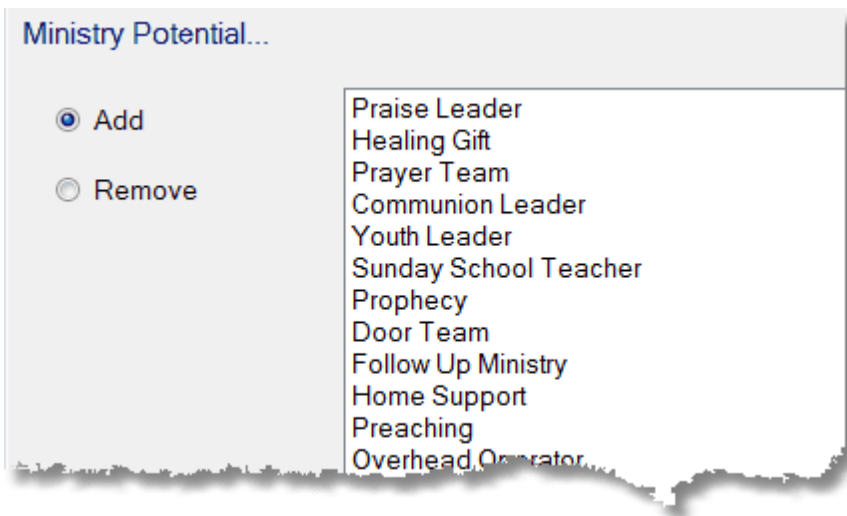 Ministry Potential...
Add
Remove
Praise Leader
Healing Gift
Prayer Team
Communion Leader
Youth Leader
Sunday School Teacher
Prophecy
Door Team
Follow Up Ministry
Home Support
Preaching
Overhead Operator